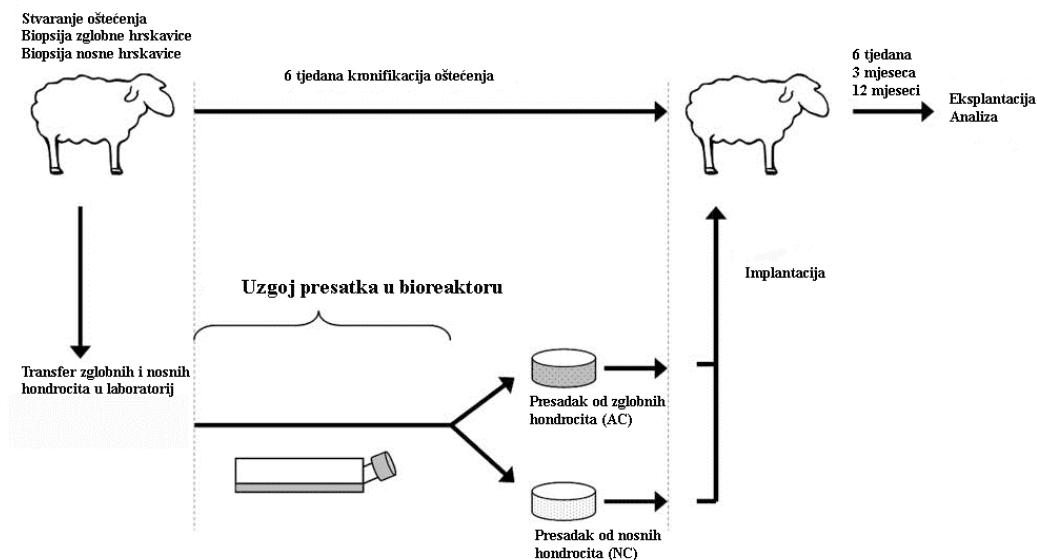 Stvaranje oštećenja
Biopsija zglobne hrskavice
Biopsija nosne hrskavice
6 tjedana kronifikacija oštećenja
6 tjedana
3 mjeseca
12 mjeseci
Eksplantacija
Analiza
Uzgoj presatka u bioreaktoru
Implantacija
Transfer zglobnih i nosnih
hondrocita u laboratorij
Presadak od zglobnih
hondrocita (AC)
Presadak od nosnih
hondrocita (NC)